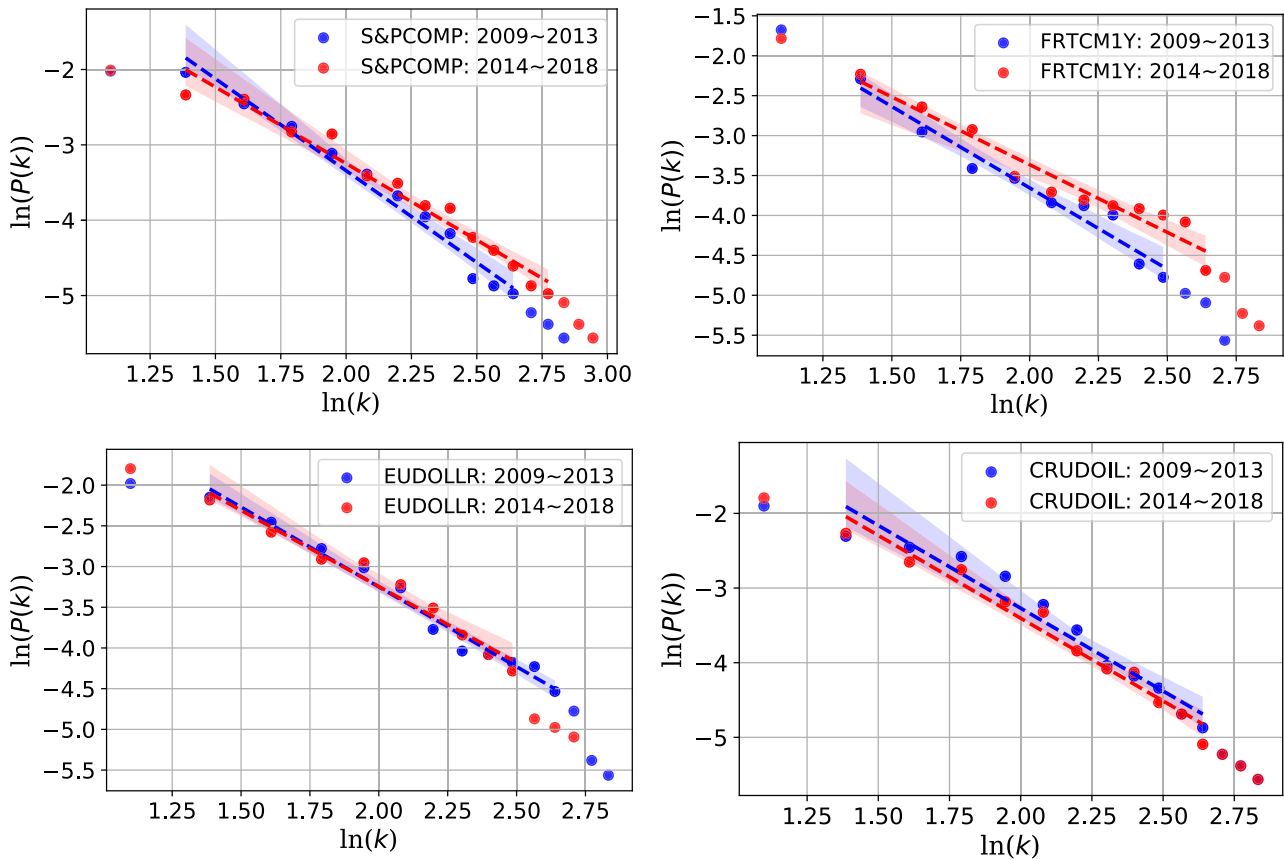 S&PCOMP: 2009~2013
S&PCOMP: 2014~2018
−2
−3
−4
−5
ln(P(k))
1.25 1.50 1.75 2.00 2.25 2.50 2.75 3.00
ln(k)
FRTCM1Y: 2009~2013
FRTCM1Y: 2014~2018
−1.5
−2.0
−2.5
−3.0
−3.5
−4.0
−4.5
−5.0
−5.5
ln(P(k))
1.25 1.50 1.75 2.00 2.25 2.50 2.75
ln(k)
EUDOLLR: 2009~2013
EUDOLLR: 2014~2018
−2.0
−2.5
−3.0
−3.5
−4.0
−4.5
−5.0
−5.5
ln(P(k))
1.25 1.50 1.75 2.00 2.25 2.50 2.75
ln(k)
CRUDOIL: 2009~2013
CRUDOIL: 2014~2018
−2
−3
−4
−5
ln(P(k))
1.25 1.50 1.75 2.00 2.25 2.50 2.75
ln(k)